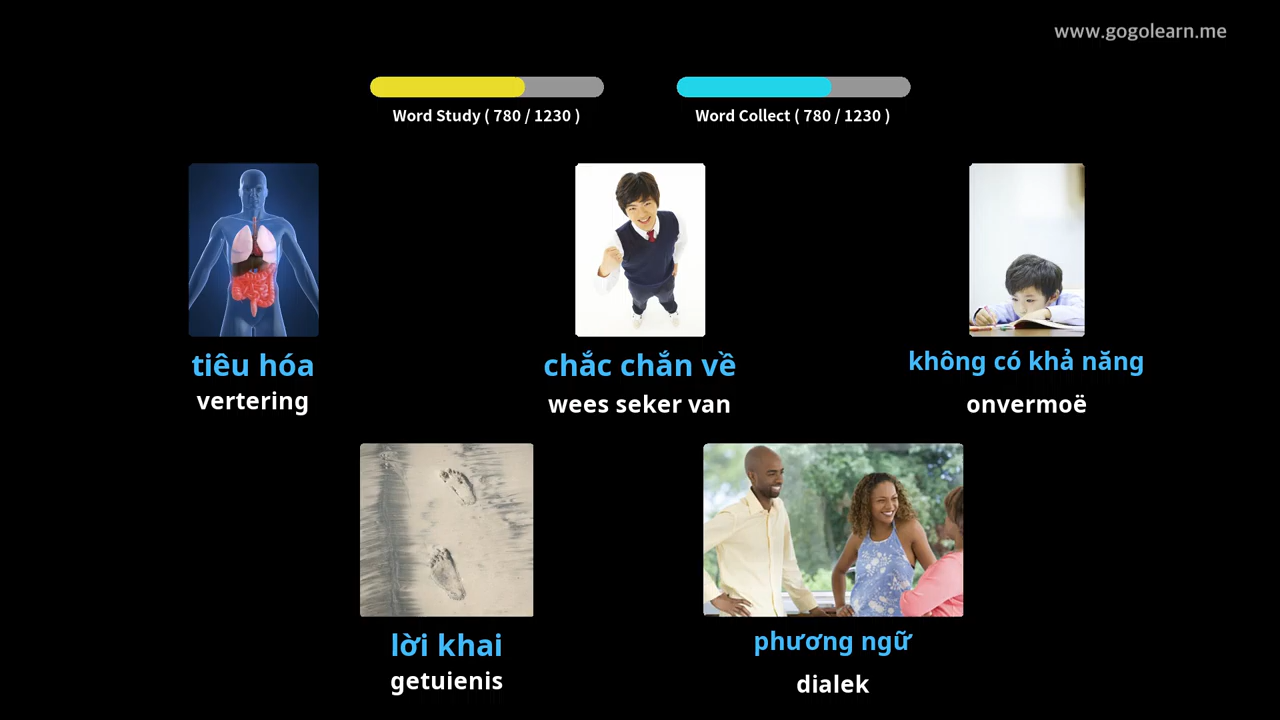 www.gogolearn.me
Word Study ( 780 / 1230 )
Word Collect ( 780 / 1230 )
tiêu hóa
vertering
chắc chắn về
wees seker van
không có khả năng
onvermoë
lời khai
getuienis
phương ngữ
dialek